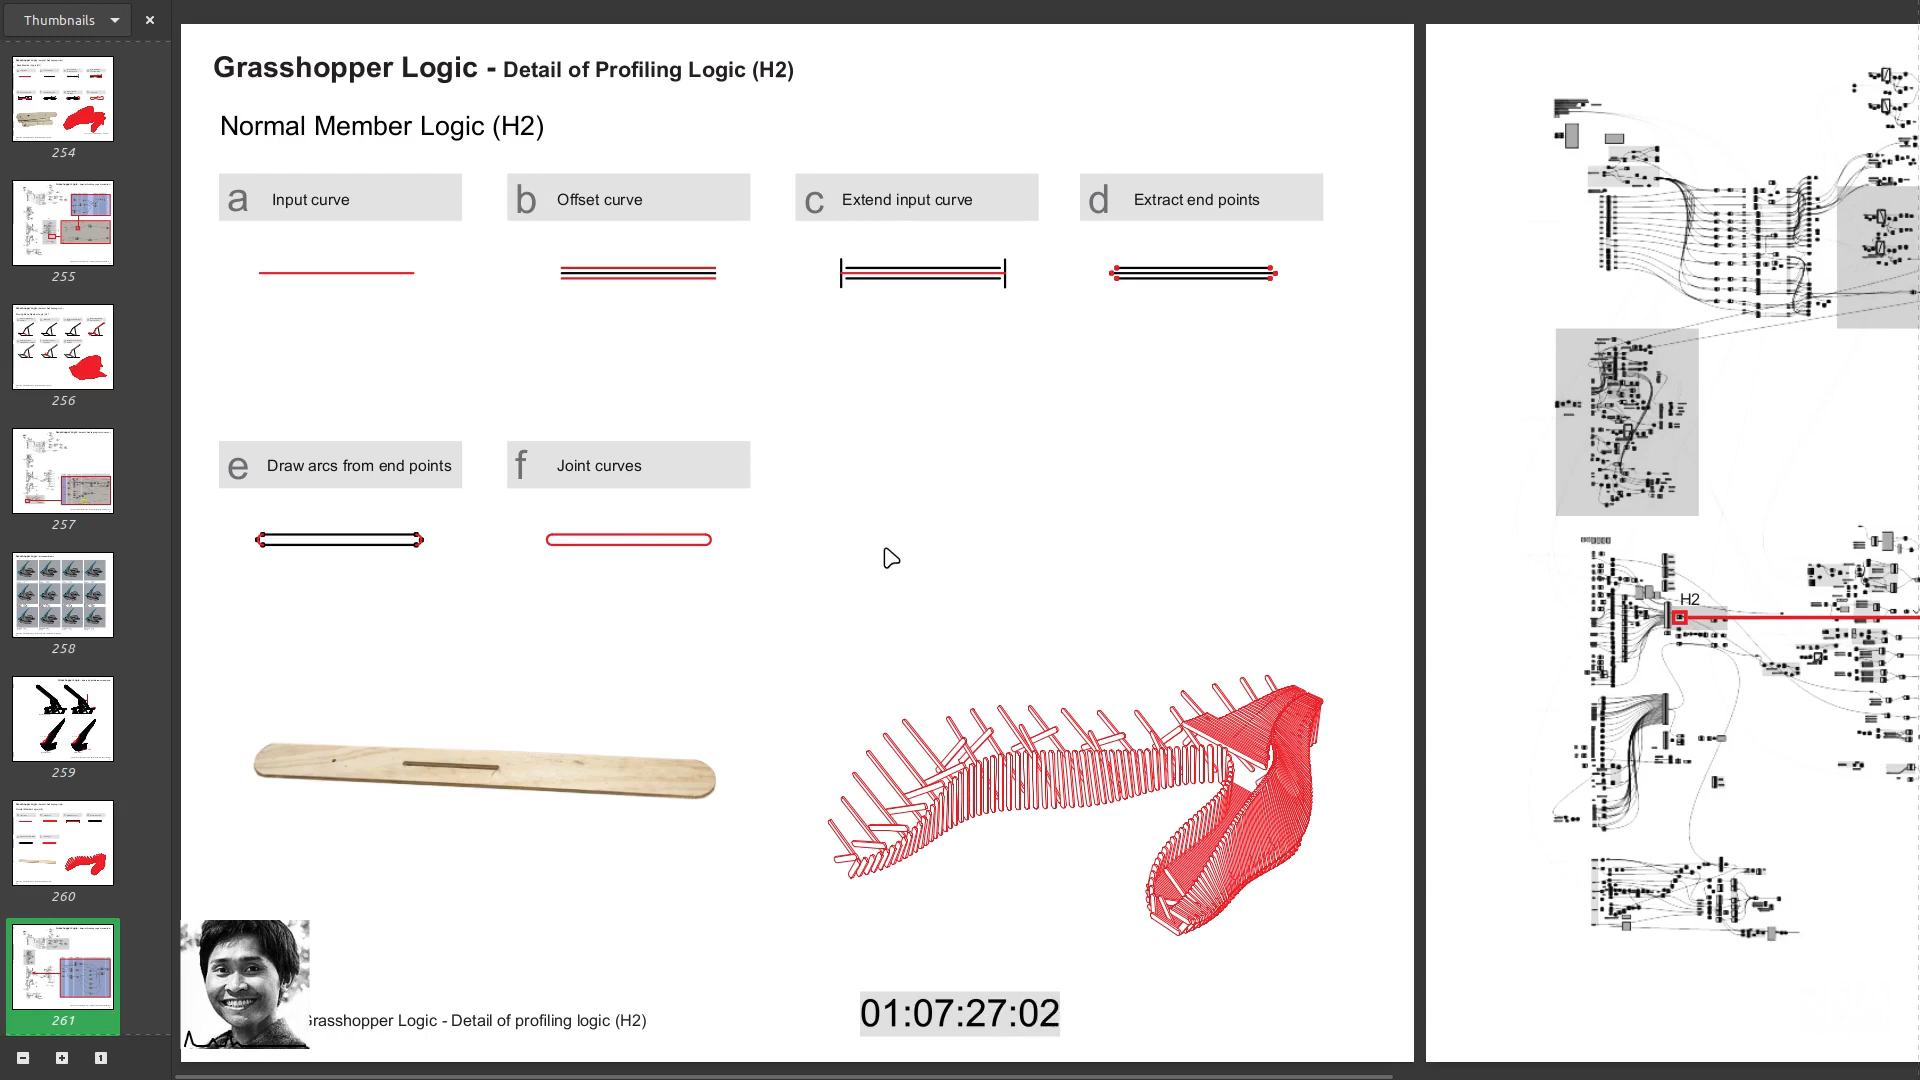 Thumbnails
254
255
256
257
258
259
260
261
Grasshopper Logic - Detail of Profiling Logic (H2)
Normal Member Logic (H2)
a Input curve
b Offset curve
c Extend input curve
d Extract end points
e Draw arcs from end points
f Joint curves
H2
Grasshopper Logic - Detail of profiling logic (H2)
01:07:27:02